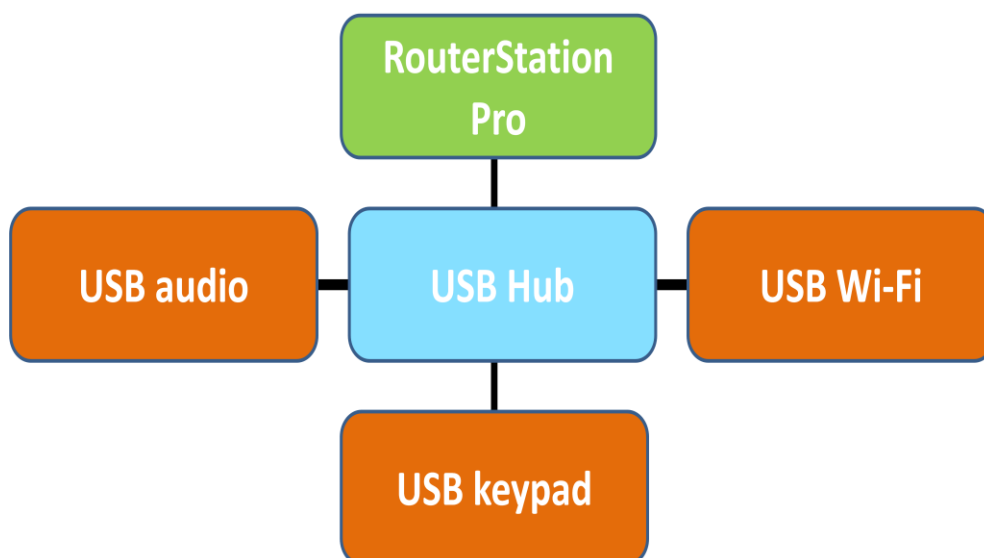 RouterStation
Pro
USB audio
USB Hub
USB Wi-Fi
USB keypad